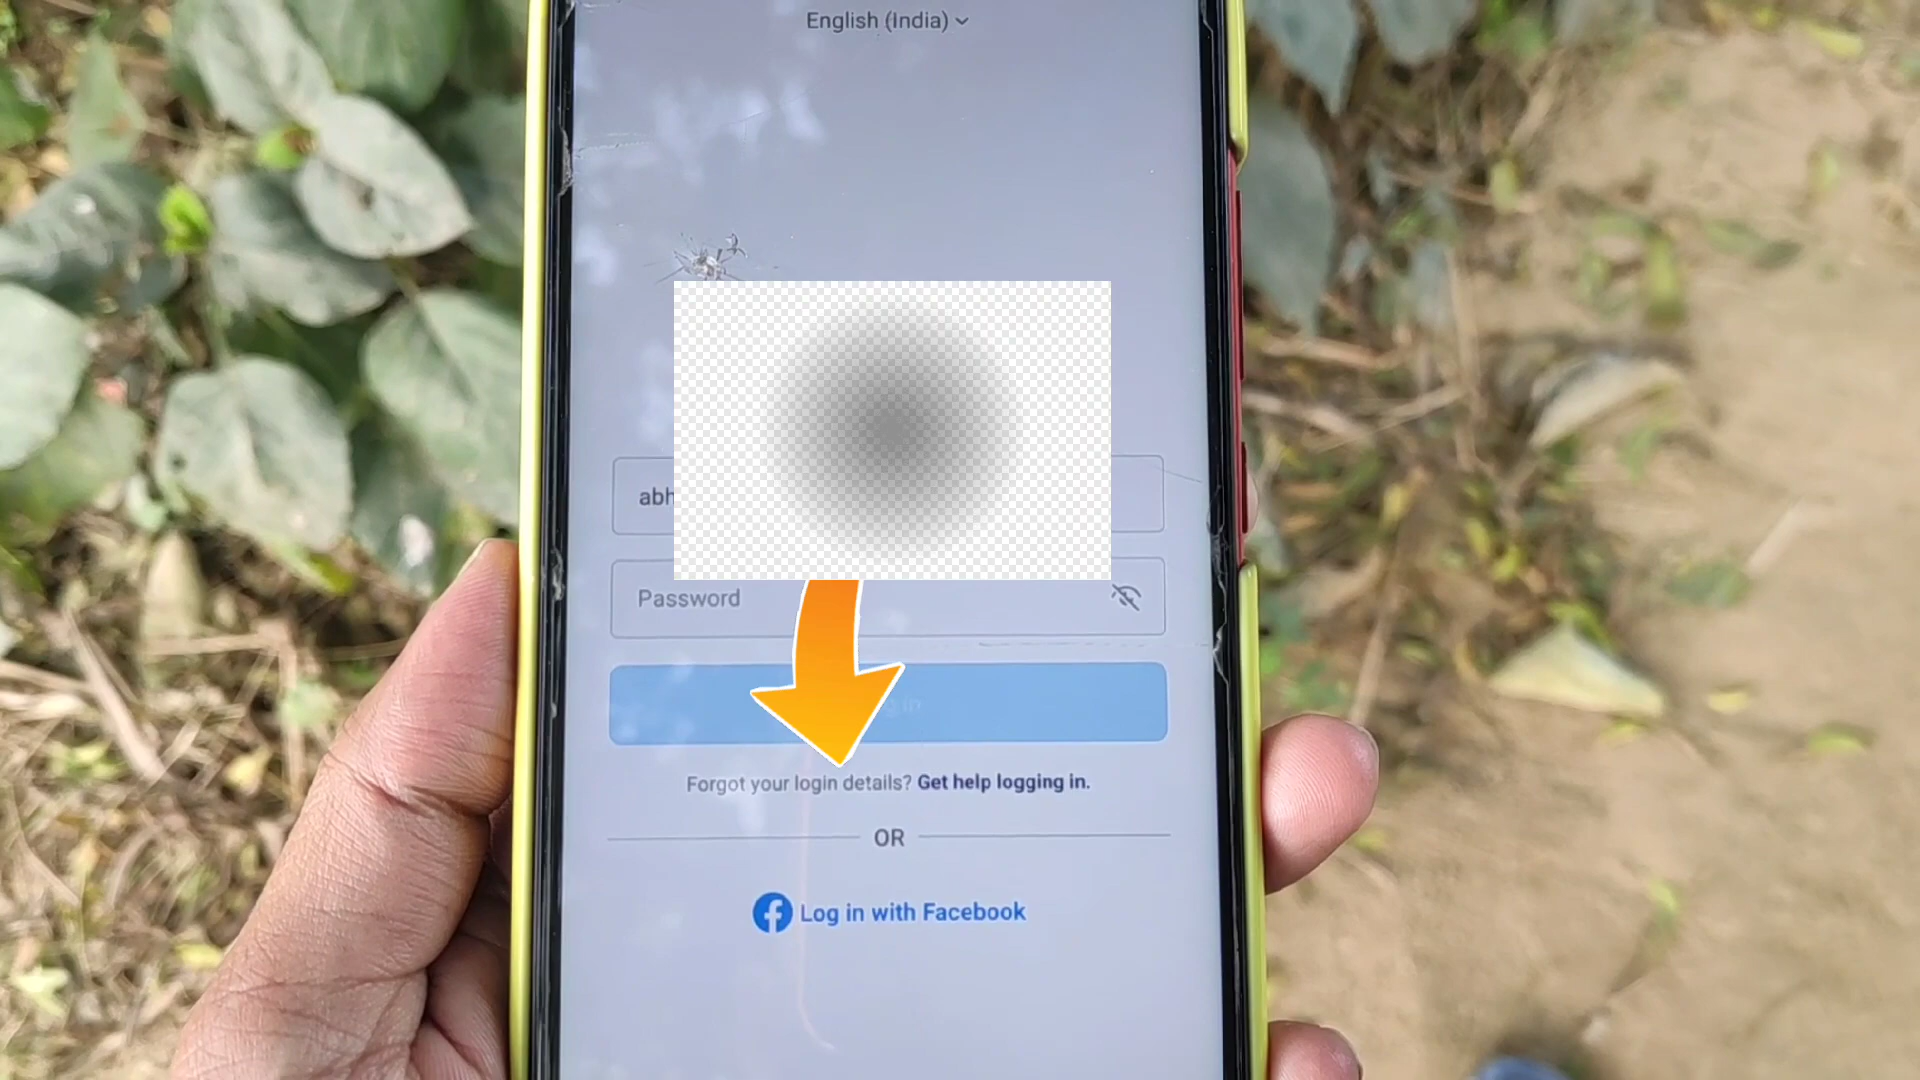 English (India)
abh
Password
Forgot your login details? Get help logging in.
OR
Log in with Facebook